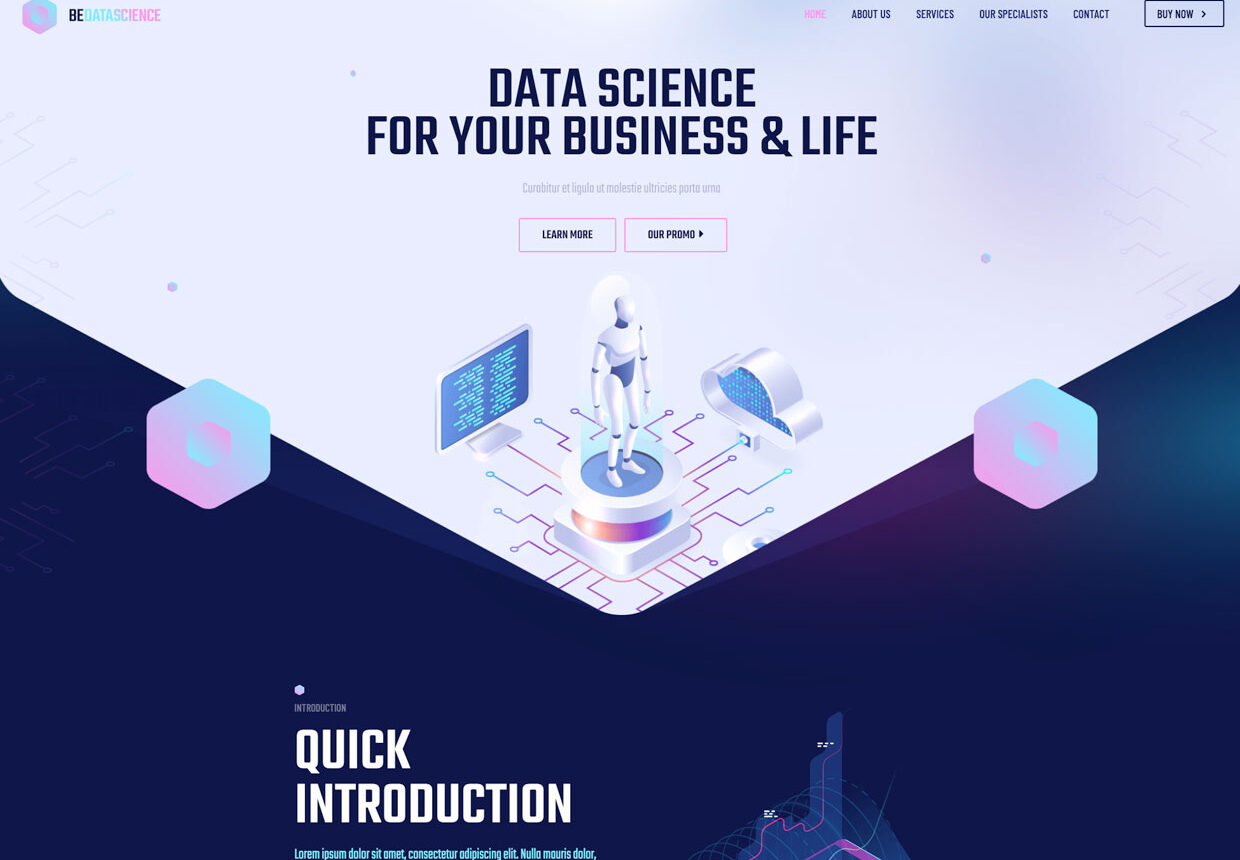 BEDATASCIENCE
HOME ABOUT US SERVICES OUR SPECIALISTS CONTACT BUY NOW
DATA SCIENCE
FOR YOUR BUSINESS & LIFE
Curabitur et ligula ut molestie ultricies porta urna
LEARN MORE OUR PROMO
INTRODUCTION
QUICK
INTRODUCTION
Lorem ipsum dolor sit amet, consectetur adipiscing elit. Nulla mauris dolor,